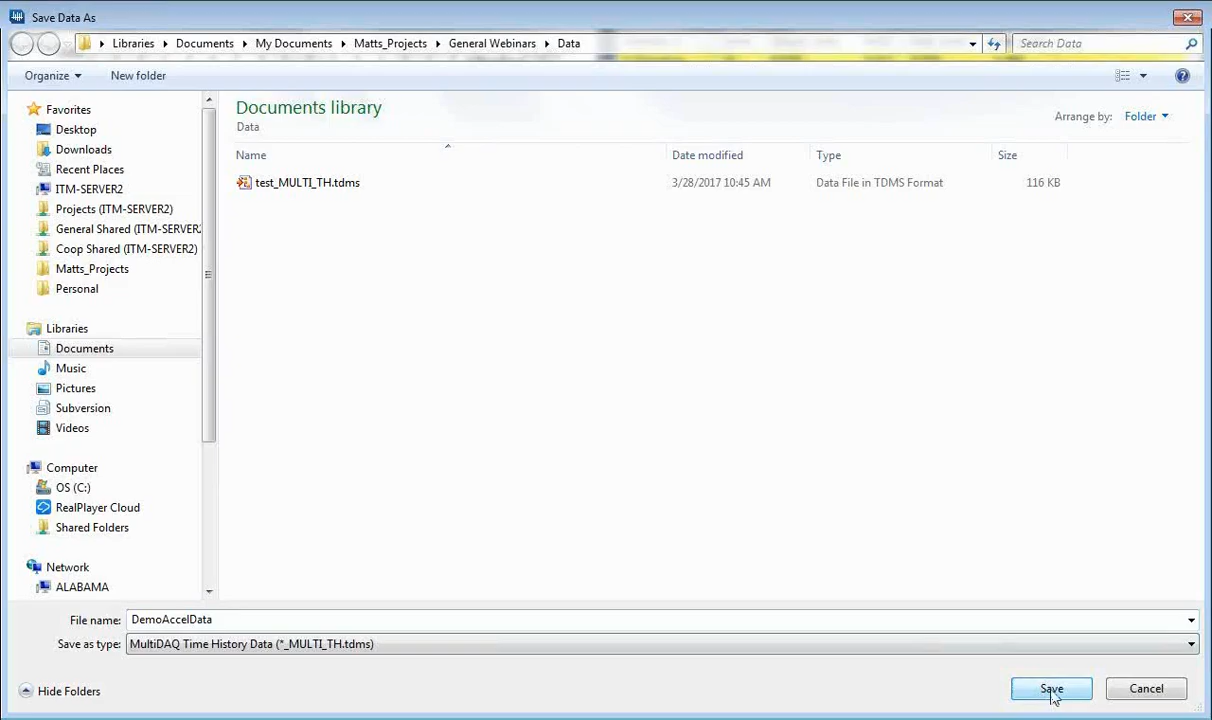 Save Data As
Libraries Documents My Documents Matts_Projects General Webinars Data Search Data
Organize New folder
Documents library
Data
Arrange by: Folder
Name Date modified Type Size
test_MULTI_TH.tdms 3/28/2017 10:45 AM Data File in TDMS Format 116 KB
Favorites
Desktop
Downloads
Recent Places
ITM-SERVER2
Projects (ITM-SERVER2)
General Shared (ITM-SERVER2
Coop Shared (ITM-SERVER2)
Matts_Projects
Personal
Libraries
Documents
Music
Pictures
Subversion
Videos
Computer
OS (C:)
RealPlayer Cloud
Shared Folders
Network
ALABAMA
File name: DemoAccelData
Save as type: MultiDAQ Time History Data (*_MULTI_TH.tdms)
Hide Folders Save Cancel